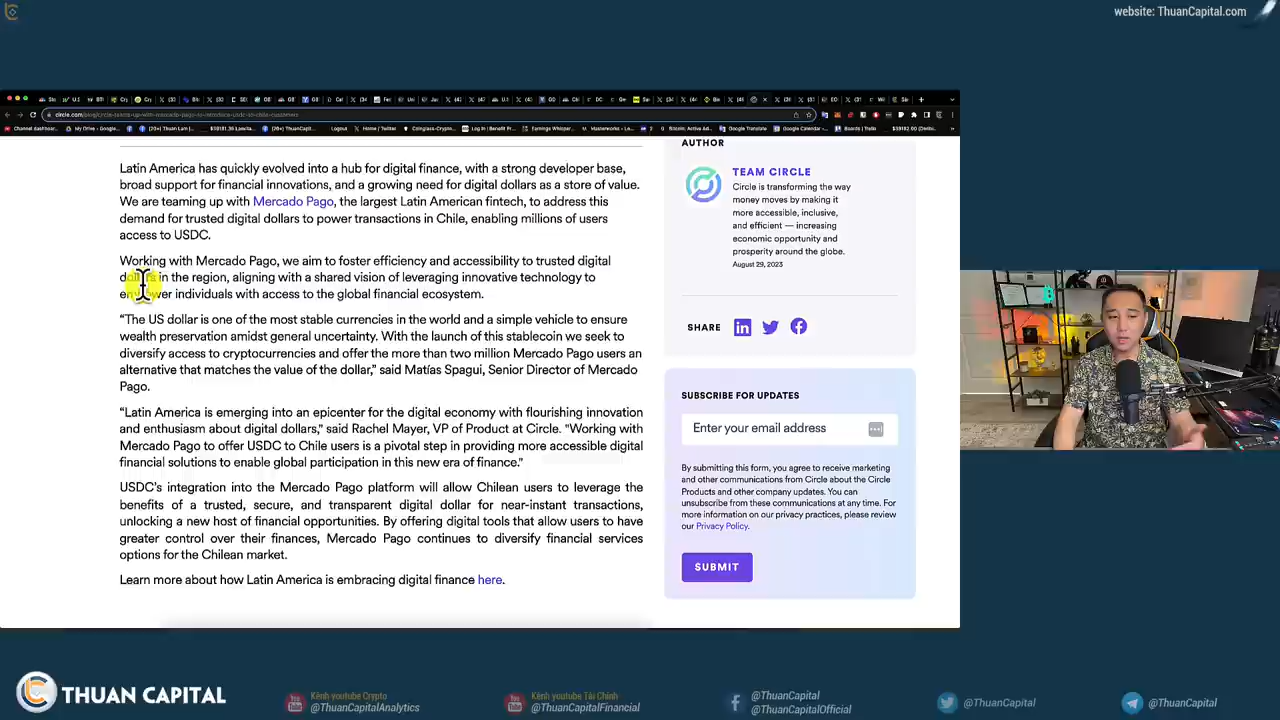 website: ThuanCapital.com
Latin America has quickly evolved into a hub for digital finance, with a strong developer base,
broad support for financial innovations, and a growing need for digital dollars as a store of value.
We are teaming up with Mercado Pago, the largest Latin American fintech, to address this
demand for trusted digital dollars to power transactions in Chile, enabling millions of users
access to USDC.
Working with Mercado Pago, we aim to foster efficiency and accessibility to trusted digital
dollars in the region, aligning with a shared vision of leveraging innovative technology to
empower individuals with access to the global financial ecosystem.
“The US dollar is one of the most stable currencies in the world and a simple vehicle to ensure
wealth preservation amidst general uncertainty. With the launch of this stablecoin we seek to
diversify access to cryptocurrencies and offer the more than two million Mercado Pago users an
alternative that matches the value of the dollar,” said Matías Spagui, Senior Director of Mercado
Pago.
“Latin America is emerging into an epicenter for the digital economy with flourishing innovation
and enthusiasm about digital dollars,” said Rachel Mayer, VP of Product at Circle. “Working with
Mercado Pago to offer USDC to Chile users is a pivotal step in providing more accessible digital
financial solutions to enable global participation in this new era of finance.”
USDC’s integration into the Mercado Pago platform will allow Chilean users to leverage the
benefits of a trusted, secure, and transparent digital dollar for near-instant transactions,
unlocking a new host of financial opportunities. By offering digital tools that allow users to have
greater control over their finances, Mercado Pago continues to diversify financial services
options for the Chilean market.
Learn more about how Latin America is embracing digital finance here.
AUTHOR
TEAM CIRCLE
Circle is transforming the way
money moves by making it
more accessible, inclusive,
and efficient — increasing
economic opportunity and
prosperity around the globe.
August 29, 2023
SHARE
SUBSCRIBE FOR UPDATES
Enter your email address
By submitting this form, you agree to receive marketing
and other communications from Circle about the Circle
Products and other company updates. You can
unsubscribe from these communications at any time. For
more information on our privacy practices, please review
our Privacy Policy.
SUBMIT
THUAN CAPITAL
Kênh youtube Crypto
@ThuanCapitalAnalytics
Kênh youtube Tài Chính
@ThuanCapitalFinancial
@ThuanCapital
@ThuanCapitalOfficial
@ThuanCapital
@ThuanCapital